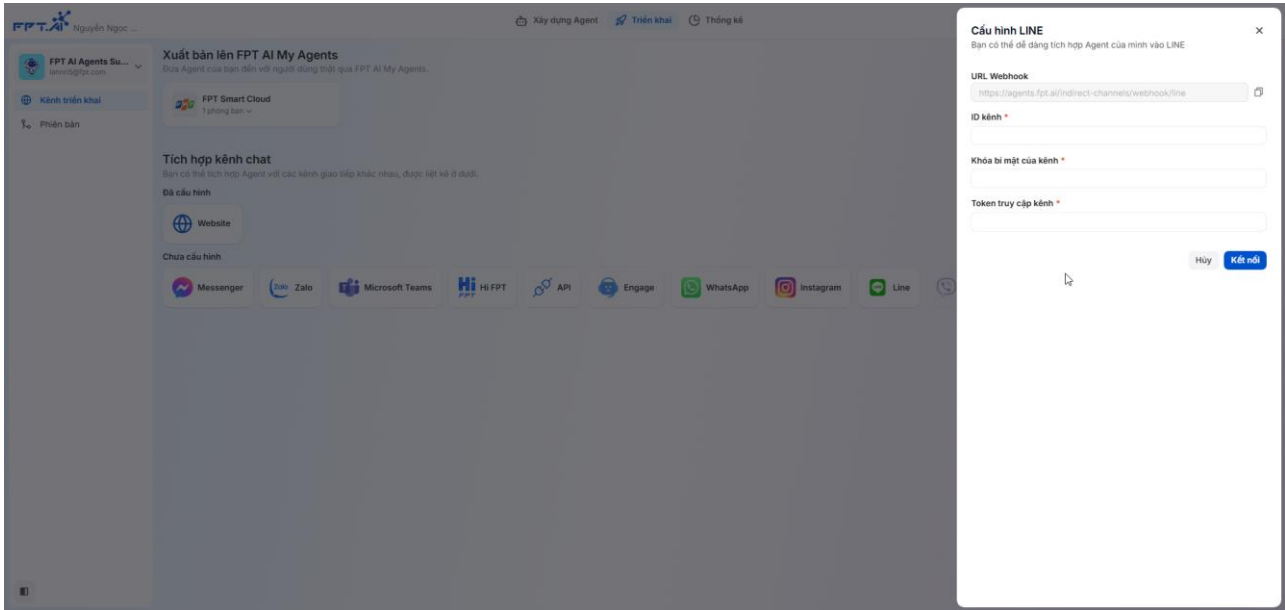 FPT.AI Nguyễn Ngọc ...
Xây dựng Agent
Triển khai
Thống kê
FPT AI Agents Su...
Kênh triển khai
Phiên bản
Xuất bản lên FPT AI My Agents
Đưa Agent của bạn đến với người dùng thật qua FPT AI My Agents.
FPT Smart Cloud
1 phòng ban
Tích hợp kênh chat
Bạn có thể tích hợp Agent với các kênh giao tiếp khác nhau, được liệt kê ở dưới.
Đã cấu hình
Website
Chưa cấu hình
Messenger
Zalo Zalo
Microsoft Teams
Hi FPT Hi FPT
API
Engage
WhatsApp
Instagram
Line
Cấu hình LINE
Bạn có thể dễ dàng tích hợp Agent của mình vào LINE
URL Webhook
https://agents.fpt.ai/indirect-channels/webhook/line
ID kênh *
Khóa bí mật của kênh *
Token truy cập kênh *
Hủy
Kết nối